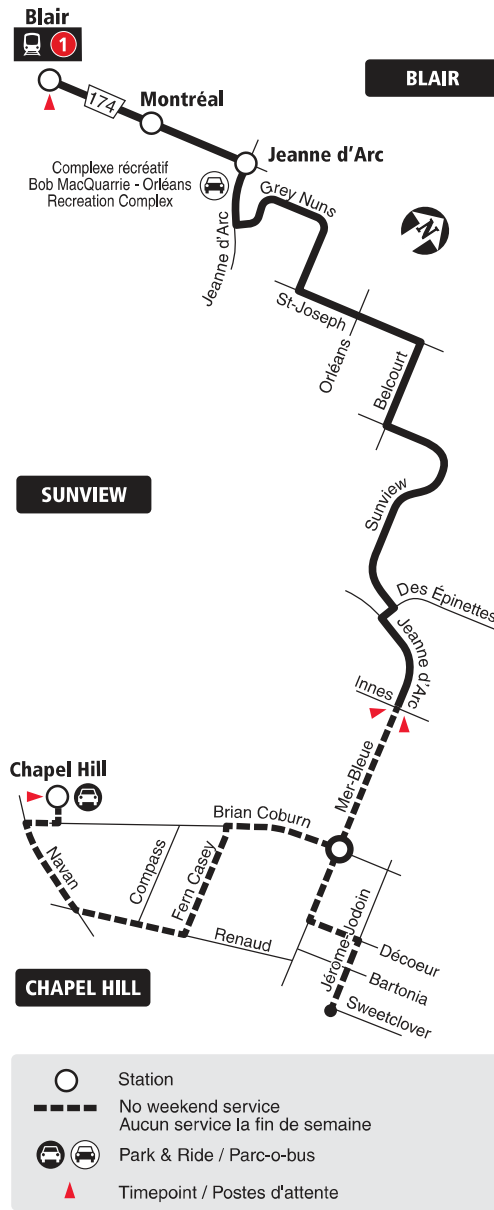 Blair
1
BLAIR
174
Montréal
Jeanne d'Arc
Complexe récréatif
Bob MacQuarrie - Orléans
Recreation Complex
Grey Nuns
N
Jeanne d'Arc
St-Joseph
Orléans
Belcourt
SUNVIEW
Sunview
Des Épinettes
Jeanne d'Arc
Innes
Mer-Bleue
Chapel Hill
Brian Coburn
Navan
Compass
Fern Casey
Renaud
Jérome-Jodoin
Décoeur
Bartonia
Sweetclover
CHAPEL HILL
Station
No weekend service
Aucun service la fin de semaine
Park & Ride / Parc-o-bus
Timepoint / Postes d'attente